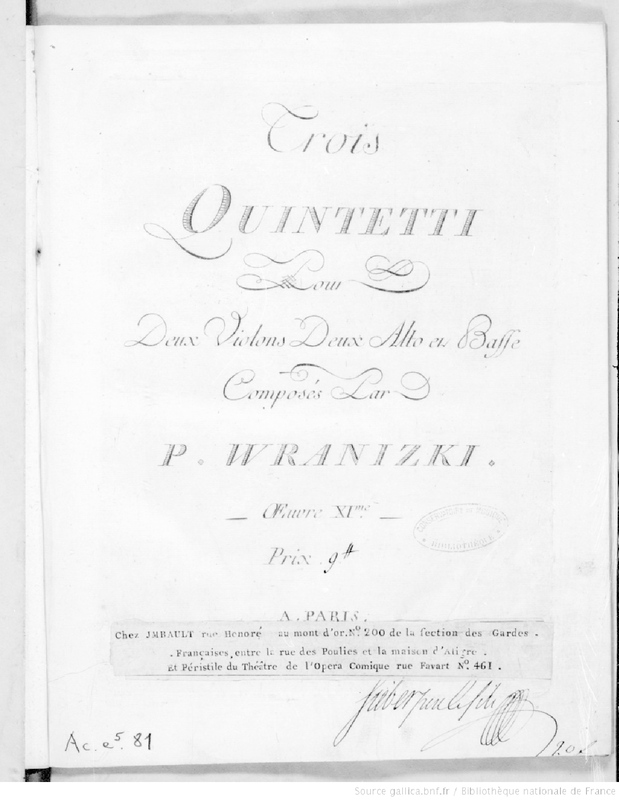 Trois
QUINTETTI
Pour
Deux Violons Deux Alto et Basse
Composés Par
P. WRANIZKI.
Œuvre XI.me
Prix 9₶
A PARIS.
Chez IMBAULT rue Honoré au mont d'or. No. 200 de la section des Gardes.
Françaises, entre la rue des Poulies et la maison d'Aligre.
Et Péristile du Théâtre de l'Opera Comique rue Favart No. 461.
BIBLIOTHÈQUE
Ac. e5. 81
Source gallica.bnf.fr / Bibliothèque nationale de France